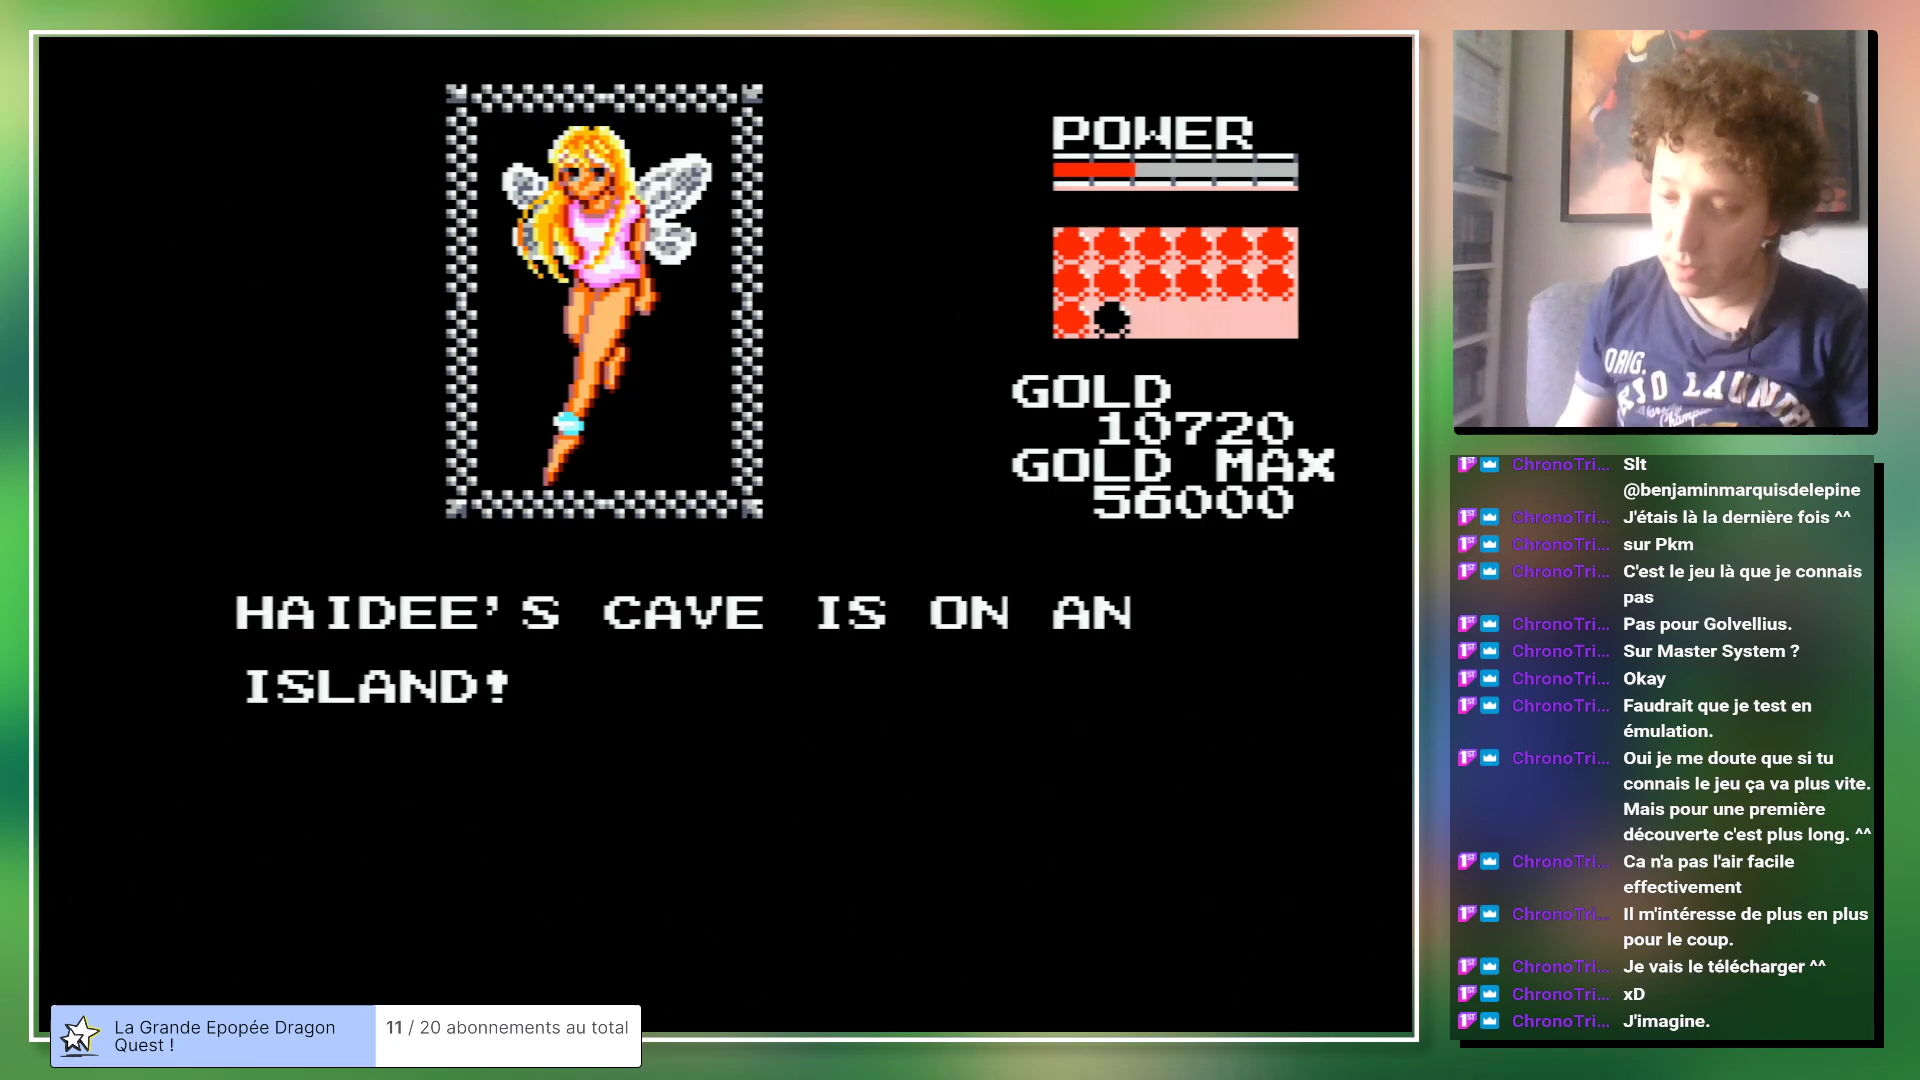 POWER
GOLD
10720
GOLD MAX
56000
HAIDEE'S CAVE IS ON AN
ISLAND!
La Grande Epopée Dragon
Quest !
11 / 20 abonnements au total
ORIG.
ChronoTri... Slt
@benjaminmarquisdelepine
ChronoTri... J'étais là la dernière fois ^^
ChronoTri... sur Pkm
ChronoTri... C'est le jeu là que je connais
pas
ChronoTri... Pas pour Golvellius.
ChronoTri... Sur Master System ?
ChronoTri... Okay
ChronoTri... Faudrait que je test en
émulation.
ChronoTri... Oui je me doute que si tu
connais le jeu ça va plus vite.
Mais pour une première
découverte c'est plus long. ^^
ChronoTri... Ca n'a pas l'air facile
effectivement
ChronoTri... Il m'intéresse de plus en plus
pour le coup.
ChronoTri... Je vais le télécharger ^^
ChronoTri... xD
ChronoTri... J'imagine.